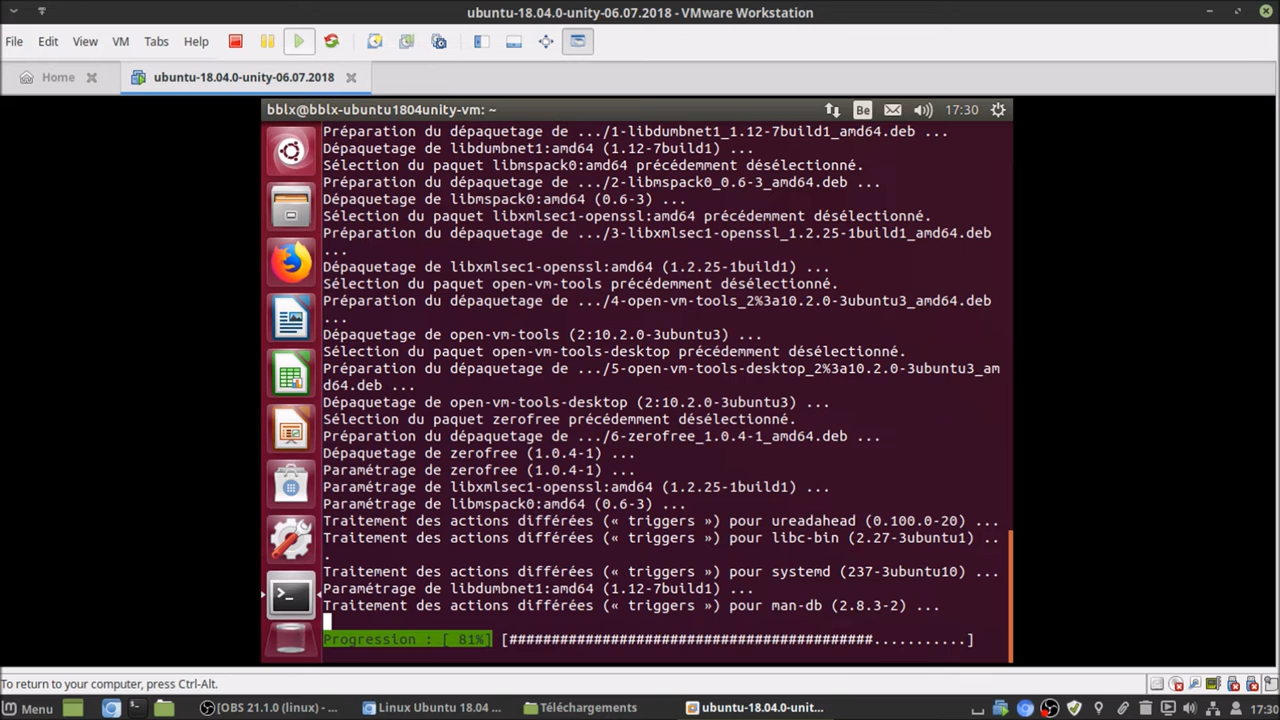 ubuntu-18.04.0-unity-06.07.2018 - VMware Workstation
File Edit View VM Tabs Help
Home ubuntu-18.04.0-unity-06.07.2018
bblx@bblx-ubuntu1804unity-vm: ~ Be 17:30
Préparation du dépaquetage de .../1-libdumbnet1_1.12-7build1_amd64.deb ...
Dépaquetage de libdumbnet1:amd64 (1.12-7build1) ...
Sélection du paquet libmspack0:amd64 précédemment désélectionné.
Préparation du dépaquetage de .../2-libmspack0_0.6-3_amd64.deb ...
Dépaquetage de libmspack0:amd64 (0.6-3) ...
Sélection du paquet libxmlsec1-openssl:amd64 précédemment désélectionné.
Préparation du dépaquetage de .../3-libxmlsec1-openssl_1.2.25-1build1_amd64.deb
...
Dépaquetage de libxmlsec1-openssl:amd64 (1.2.25-1build1) ...
Sélection du paquet open-vm-tools précédemment désélectionné.
Préparation du dépaquetage de .../4-open-vm-tools_2%3a10.2.0-3ubuntu3_amd64.deb
...
Dépaquetage de open-vm-tools (2:10.2.0-3ubuntu3) ...
Sélection du paquet open-vm-tools-desktop précédemment désélectionné.
Préparation du dépaquetage de .../5-open-vm-tools-desktop_2%3a10.2.0-3ubuntu3_am
d64.deb ...
Dépaquetage de open-vm-tools-desktop (2:10.2.0-3ubuntu3) ...
Sélection du paquet zerofree précédemment désélectionné.
Préparation du dépaquetage de .../6-zerofree_1.0.4-1_amd64.deb ...
Dépaquetage de zerofree (1.0.4-1) ...
Paramétrage de zerofree (1.0.4-1) ...
Paramétrage de libxmlsec1-openssl:amd64 (1.2.25-1build1) ...
Paramétrage de libmspack0:amd64 (0.6-3) ...
Traitement des actions différées (« triggers ») pour ureadahead (0.100.0-20) ...
Traitement des actions différées (« triggers ») pour libc-bin (2.27-3ubuntu1) ..
.
Traitement des actions différées (« triggers ») pour systemd (237-3ubuntu10) ...
Paramétrage de libdumbnet1:amd64 (1.12-7build1) ...
Traitement des actions différées (« triggers ») pour man-db (2.8.3-2) ...
Progression : [ 81%] [###########################################...........]
To return to your computer, press Ctrl-Alt.
Menu [OBS 21.1.0 (linux) - ... Linux Ubuntu 18.04 ... Téléchargements ubuntu-18.04.0-unit... 17:30